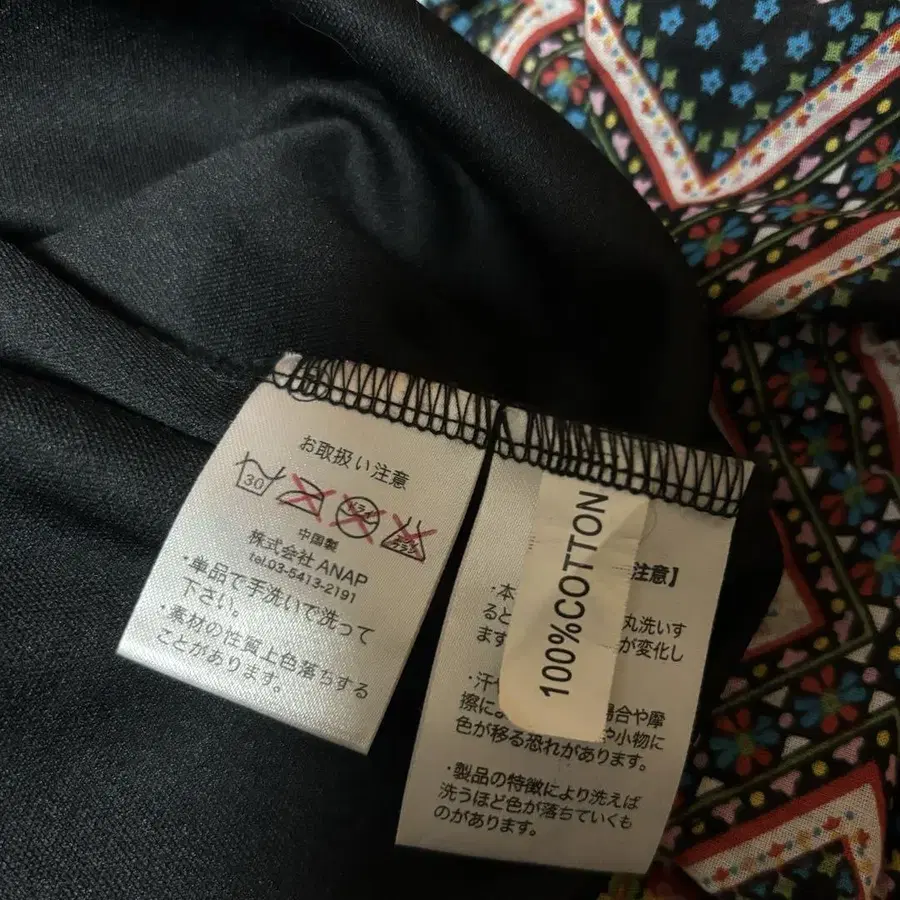 お取扱い注意
30
ドライ
中国製
株式会社 ANAP
tel.03-5413-2191
・単品で手洗いで洗って
下さい。
・素材の性質上色落ちする
ことがあります。
100%COTTON
注意】
・本
丸洗いす
ると
が変化し
ます
・汗や
場合や摩
擦によ
や小物に
色が移る恐れがあります。
・製品の特徴により洗えば
洗うほど色が落ちていくも
のがあります。